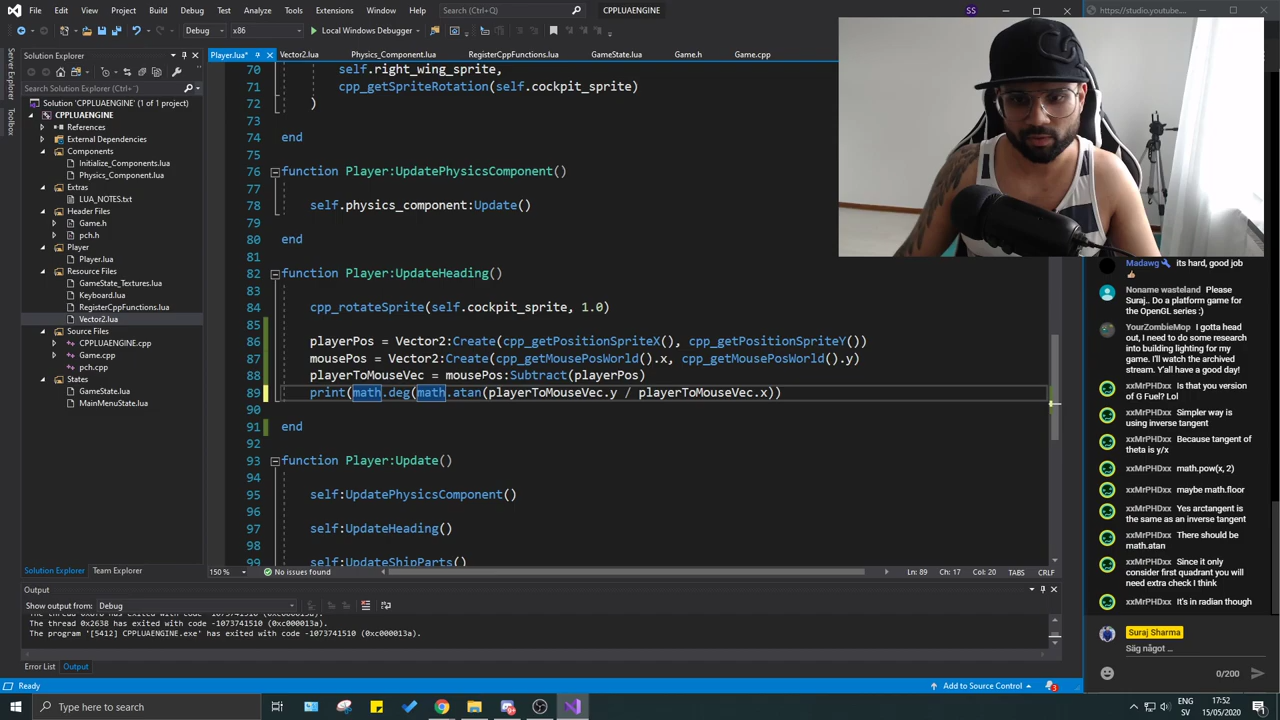 File Edit View Project Build Debug Test Analyze Tools Extensions Window Help Search (Ctrl+Q) CPPLUAENGINE SS https://studio.youtube.
Debug x86 Local Windows Debugger
Server Explorer
Toolbox
Solution Explorer
Search Solution Explorer (Ctrl+
Solution 'CPPLUAENGINE' (1 of 1 project)
CPPLUAENGINE
References
External Dependencies
Components
Initialize_Components.lua
Physics_Component.lua
Extras
LUA_NOTES.txt
Header Files
Game.h
pch.h
Player
Player.lua
Resource Files
GameState_Textures.lua
Keyboard.lua
RegisterCppFunctions.lua
Vector2.lua
Source Files
CPPLUAENGINE.cpp
Game.cpp
pch.cpp
States
GameState.lua
MainMenuState.lua
Solution Explorer Team Explorer
Player.lua* Vector2.lua Physics_Component.lua RegisterCppFunctions.lua GameState.lua Game.h Game.cpp
70 self.right_wing_sprite,
71 cpp_getSpriteRotation(self.cockpit_sprite)
72 )
73
74 end
75
76 function Player:UpdatePhysicsComponent()
77
78 self.physics_component:Update()
79
80 end
81
82 function Player:UpdateHeading()
83
84 cpp_rotateSprite(self.cockpit_sprite, 1.0)
85
86 playerPos = Vector2:Create(cpp_getPositionSpriteX(), cpp_getPositionSpriteY())
87 mousePos = Vector2:Create(cpp_getMousePosWorld().x, cpp_getMousePosWorld().y)
88 playerToMouseVec = mousePos:Subtract(playerPos)
89 print(math.deg(math.atan(playerToMouseVec.y / playerToMouseVec.x))
90
91 end
92
93 function Player:Update()
94
95 self:UpdatePhysicsComponent()
96
97 self:UpdateHeading()
98
99 self:UpdateShipParts()
150 % No issues found Ln: 89 Ch: 17 Col: 20 TABS CRLF
Output
Show output from: Debug
The thread 0x2638 has exited with code -1073741510 (0xc000013a).
The program '[5412] CPPLUAENGINE.exe' has exited with code -1073741510 (0xc000013a).
Error List Output
Ready Add to Source Control 3
Madawg its hard, good job
Noname wasteland Please
Suraj.. Do a platform game for
the OpenGL series :)
YourZombieMop I gotta head
out, I need to do some research
into building lighting for my
game. I'll watch the archived
stream. Y'all have a good day!
xxMrPHDxx Is that you version
of G Fuel? Lol
xxMrPHDxx Simpler way is
using inverse tangent
xxMrPHDxx Because tangent of
theta is y/x
xxMrPHDxx math.pow(x, 2)
xxMrPHDxx maybe math.floor
xxMrPHDxx Yes arctangent is
the same as an inverse tangent
xxMrPHDxx There should be
math.atan
xxMrPHDxx Since it only
consider first quadrant you will
need extra check I think
xxMrPHDxx It's in radian though
Suraj Sharma
Säg något ...
0/200
Type here to search
ENG
SV
17:52
15/05/2020
1